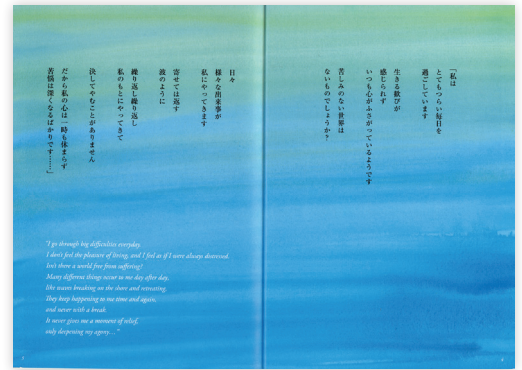 「私は
とてもつらい毎日を
過ごしています
生きる歓びが
感じられず
いつも心がふさがっているようです
苦しみのない世界は
ないものでしょうか？
日々
様々な出来事が
私にやってきます
寄せては返す
波のように
繰り返し繰り返し
私のもとにやってきて
決してやむことがありません
だから私の心は一時も休まらず
苦悩は深くなるばかりです……」
"I go through big difficulties everyday.
I don't feel the pleasure of living, and I feel as if I were always distressed.
Isn't there a world free from suffering?
Many different things occur to me day after day,
like waves breaking on the shore and retreating.
They keep happening to me time and again,
and never with a break.
It never gives me a moment of relief,
only deepening my agony. . ."